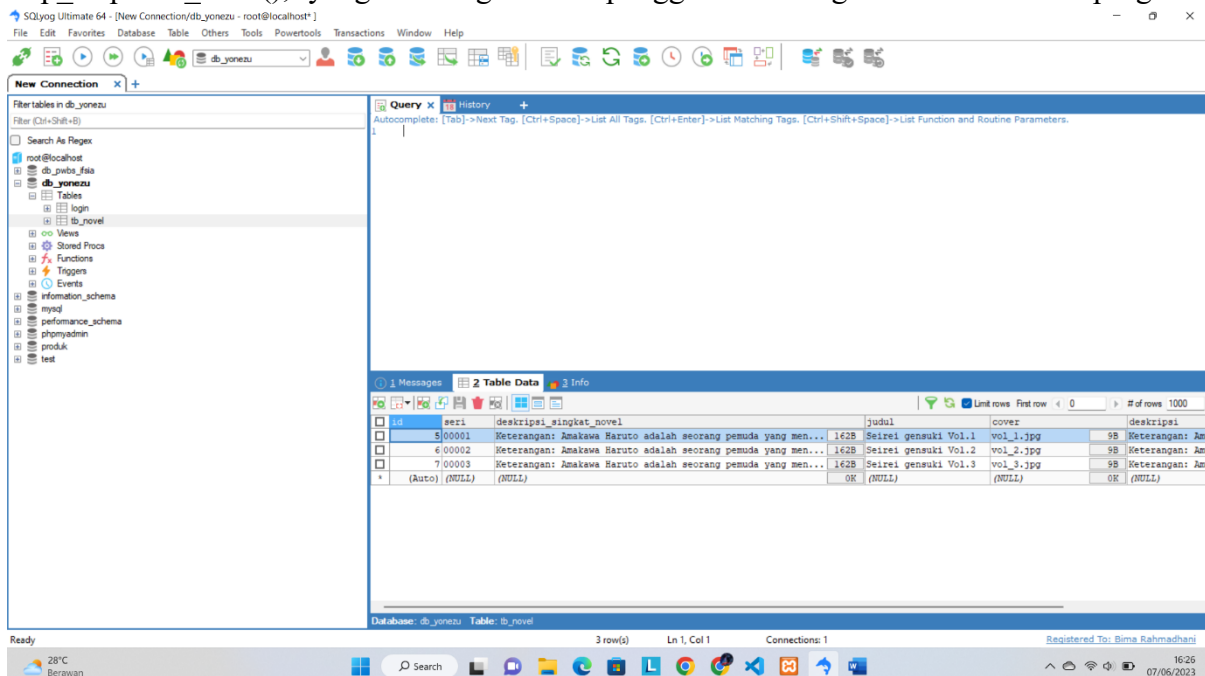 SQLyog Ultimate 64 - [New Connection/db_yonezu - root@localhost* ]
File Edit Favorites Database Table Others Tools Powertools Transactions Window Help
db_yonezu
New Connection x +
Filter tables in db_yonezu
Filter (Ctrl+Shift+B)
Search As Regex
root@localhost
db_pwbs_ifsia
db_yonezu
Tables
login
tb_novel
Views
Stored Procs
Functions
Triggers
Events
information_schema
mysql
performance_schema
phpmyadmin
produk
test
Query x History +
Autocomplete: [Tab]->Next Tag. [Ctrl+Space]->List All Tags. [Ctrl+Enter]->List Matching Tags. [Ctrl+Shift+Space]->List Function and Routine Parameters.
1
1 Messages 2 Table Data 3 Info
Limit rows First row 0 # of rows 1000
id seri deskripsi_singkat_novel judul cover deskripsi
5 00001 Keterangan: Amakawa Haruto adalah seorang pemuda yang men... 162B Seirei gensuki Vol.1 vol_1.jpg 9B Keterangan: Am
6 00002 Keterangan: Amakawa Haruto adalah seorang pemuda yang men... 162B Seirei gensuki Vol.2 vol_2.jpg 9B Keterangan: Am
7 00003 Keterangan: Amakawa Haruto adalah seorang pemuda yang men... 162B Seirei gensuki Vol.3 vol_3.jpg 9B Keterangan: Am
* (Auto) (NULL) (NULL) 0K (NULL) (NULL) 0K (NULL)
Database: db_yonezu Table: tb_novel
Ready 3 row(s) Ln 1, Col 1 Connections: 1 Registered To: Bima Rahmadhani
28°C
Berawan
Search
16:26
07/06/2023